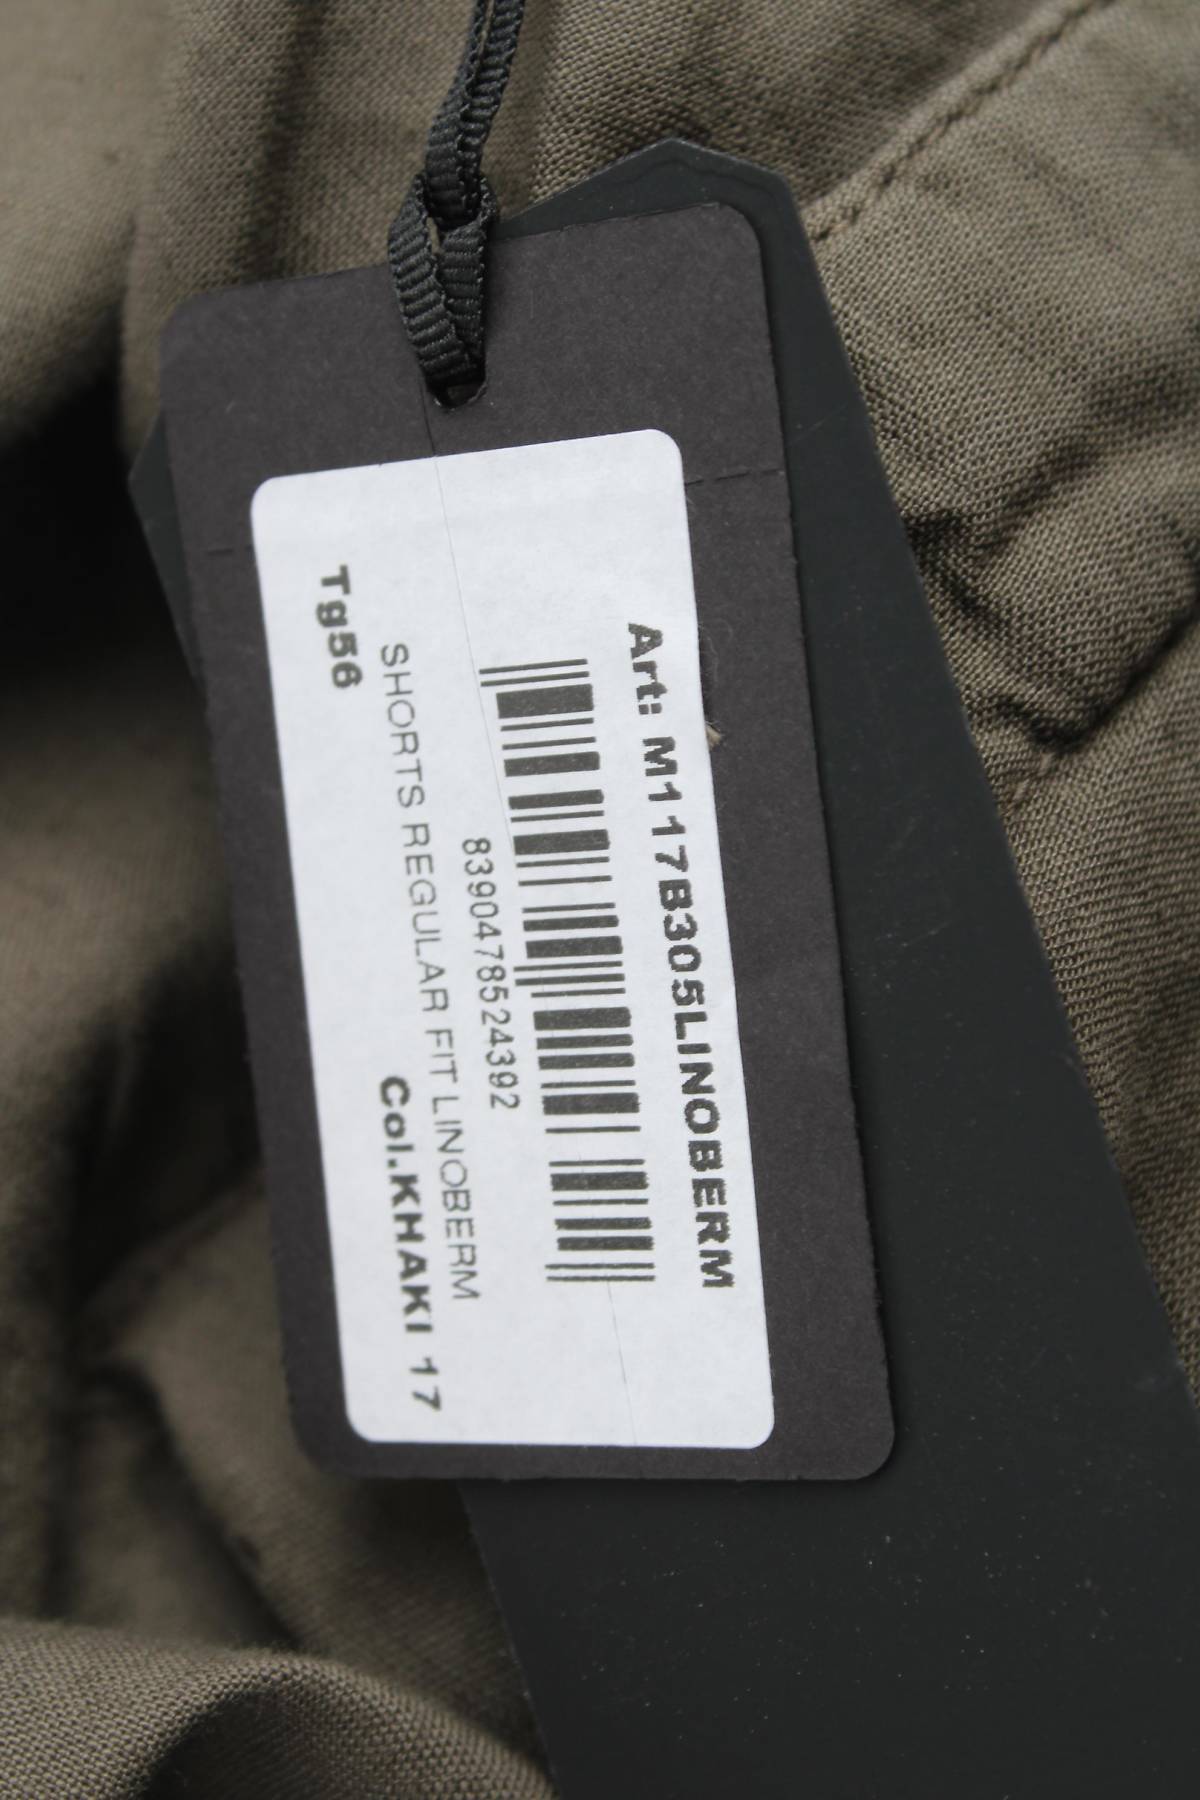 Art: M117B305LINOBERM
8390478524392
SHORTS REGULAR FIT LINOBERM
Tg56 Col.KHAKI 17